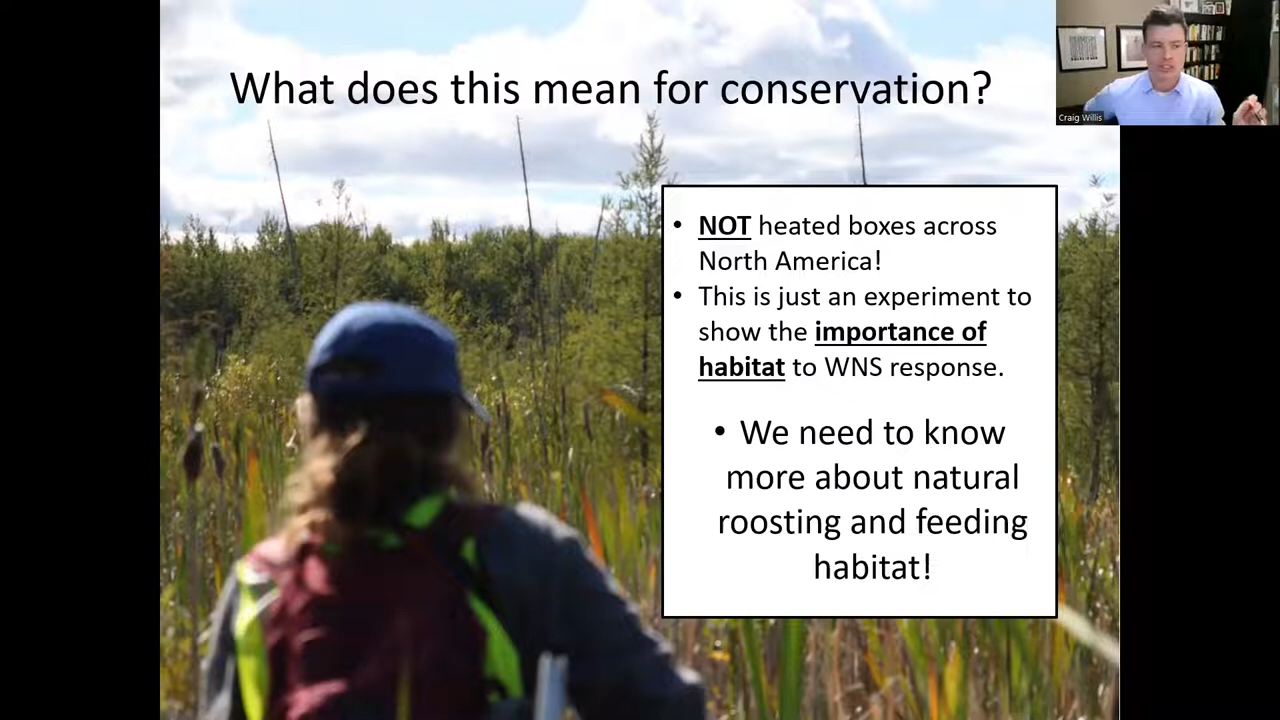 What does this mean for conservation?
Craig Willis
• NOT heated boxes across
North America!
• This is just an experiment to
show the importance of
habitat to WNS response.
• We need to know
more about natural
roosting and feeding
habitat!